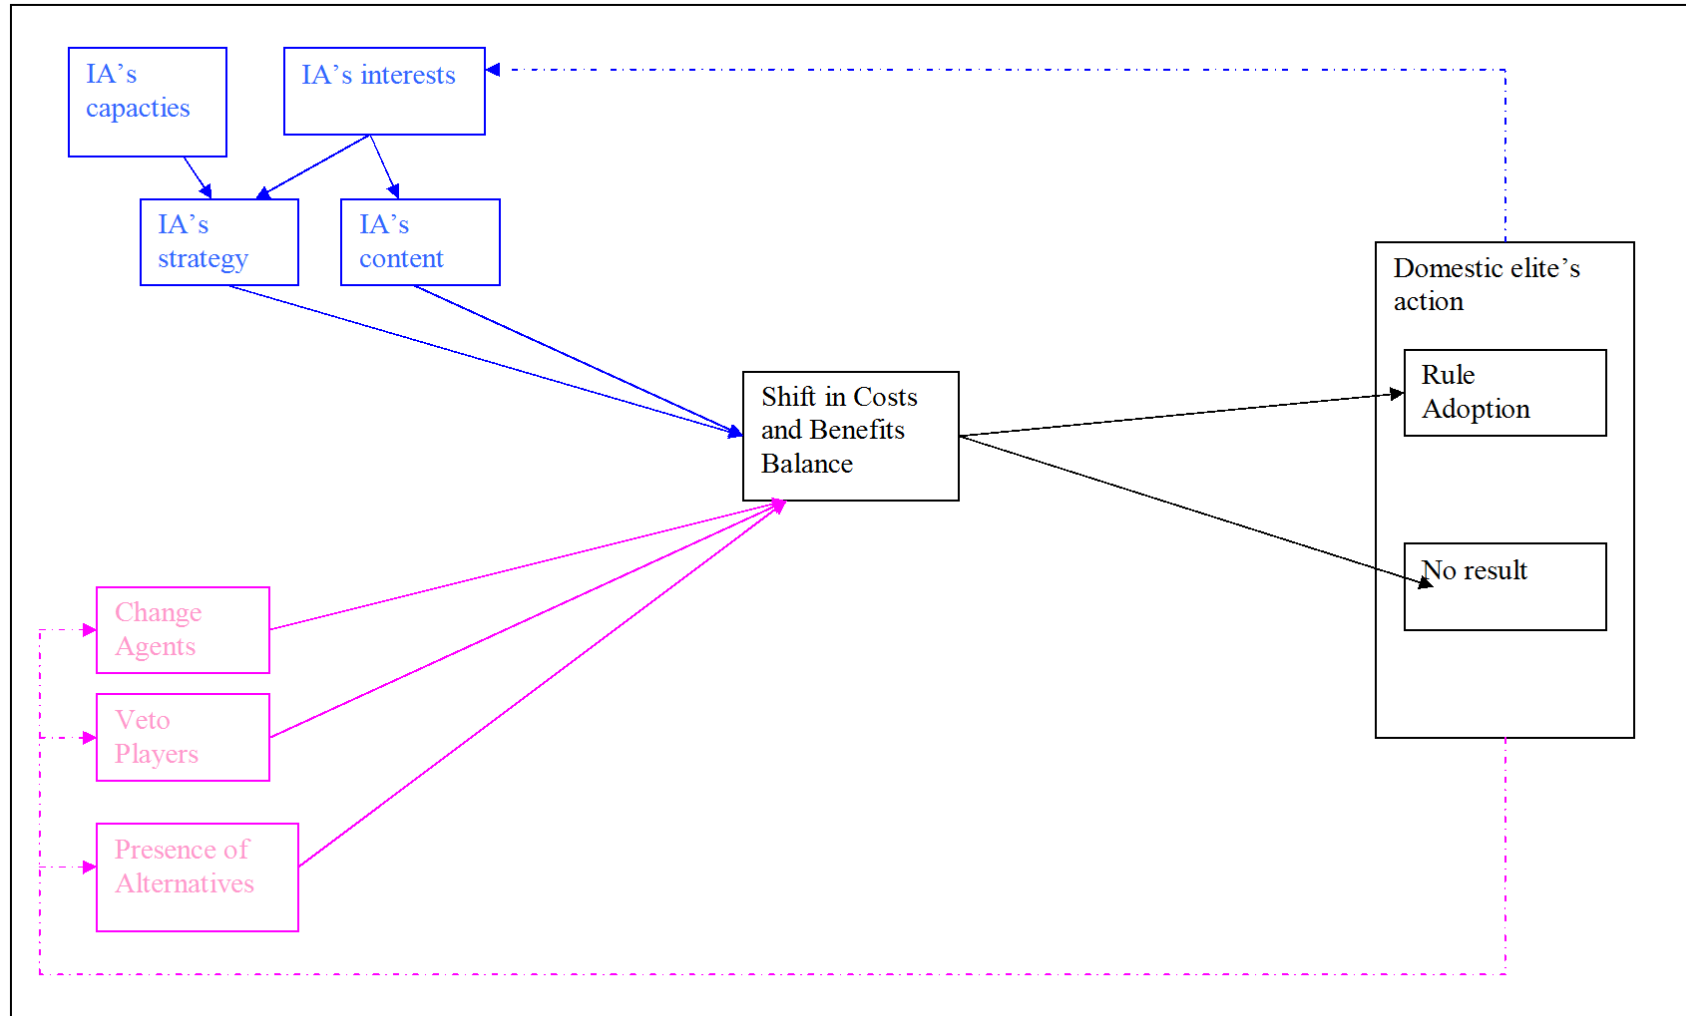 IA’s
capacties
IA’s interests
IA’s
strategy
IA’s
content
Domestic elite’s
action
Rule
Adoption
No result
Shift in Costs
and Benefits
Balance
Change
Agents
Veto
Players
Presence of
Alternatives